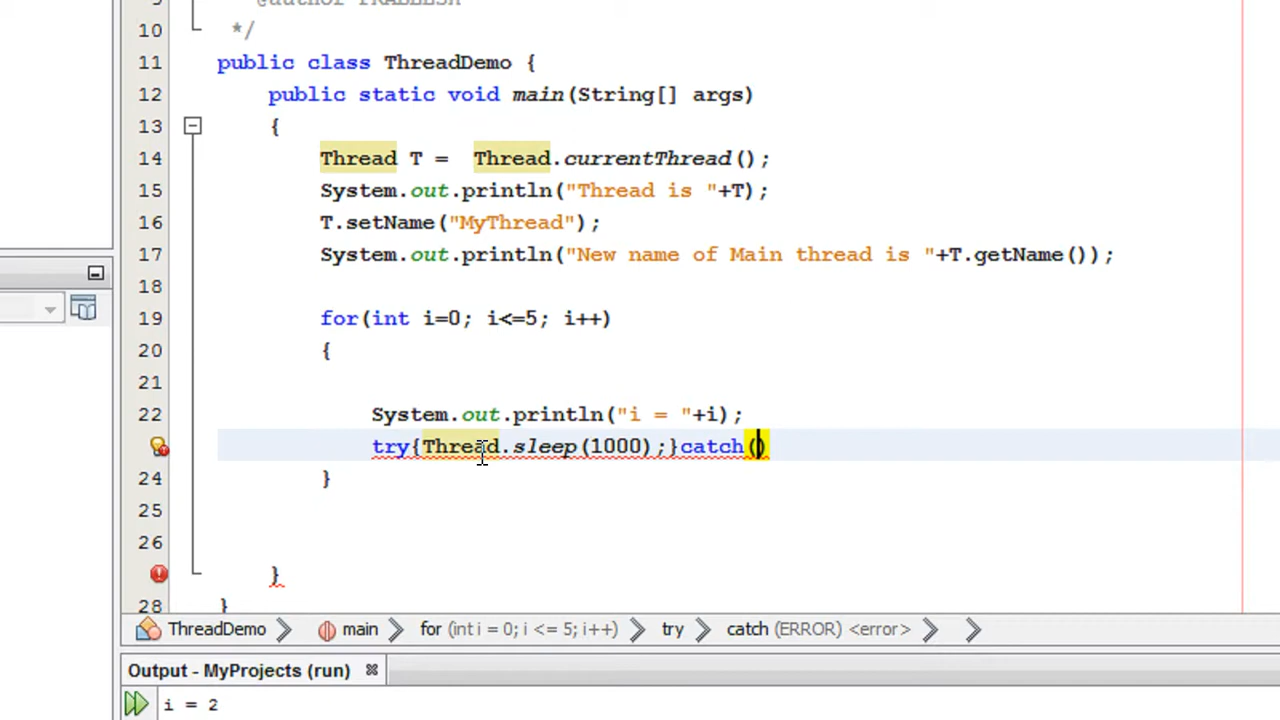 10 */
11 public class ThreadDemo {
12 public static void main(String[] args)
13 {
14 Thread T =  Thread.currentThread();
15 System.out.println("Thread is "+T);
16 T.setName("MyThread");
17 System.out.println("New name of Main thread is "+T.getName());
18
19 for(int i=0; i<=5; i++)
20 {
21
22 System.out.println("i = "+i);
try{Thread.sleep(1000);}catch()
24 }
25
26
}
28 }
ThreadDemo main for (int i = 0; i <= 5; i++) try catch (ERROR) <error>
Output - MyProjects (run)
i = 2